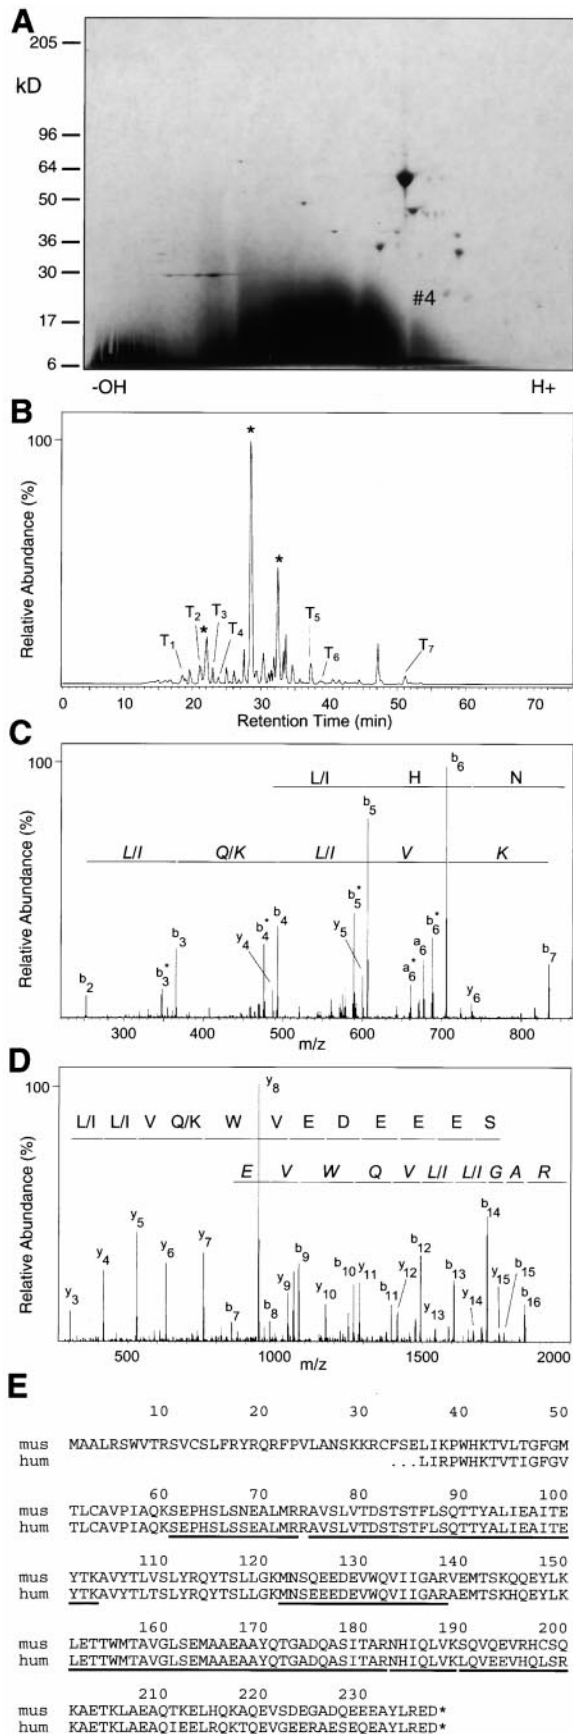 A
205
kD
96
64
50
36
30
#4
17
6
-OH H+
B
100
*
*
T5
T2 * T3
T1 T4 T6 T7
Relative Abundance (%)
0 10 20 30 40 50 60 70
Retention Time (min)
C
100
b6
L/I H N
b5
L/I Q/K L/I V K
b5* b6*
b4* b4
b3 y4 y5 a6* a6
b2 b3* y6 b7
Relative Abundance (%)
300 400 500 600 700 800
m/z
D
100
y8
L/I L/I V Q/K W V E D E E E S
E V W Q V L/I L/I G A R
b14
y5
y6 y7 b9 b12
y4 b10 y11 y12 b13 y15 b15
y3 b7 b8 y9 y10 b11 y13 y14 b16
Relative Abundance (%)
500 1000 1500 2000
m/z
E
10 20 30 40 50
mus MAALRSWVTRSVCSLFRYRQRFPVLANSKKRCFSELIKPWHKTVLTGFGM
hum ...LIRPWHKTVTIGFGV
60 70 80 90 100
mus TLCAVPIAQKSEPHSLSNEALMRRAVSLVTDSTSTFLSQTTYALIEAITE
hum TLCAVPIAQKSEPHSLSSEALMRRAVSLVTDSTSTFLSQTTYALIEAITE
110 120 130 140 150
mus YTKAVYTLVSLYRQYTSLLGKMNSQEEDEVWQVIIGARVEMTSKQQEYLK
hum YTKAVYTLTSLYRQYTSLLGKMNSEEEDEVWQVIIGARAEMTSKHQEYLK
160 170 180 190 200
mus LETTWMTAVGLSEMAAEAAYQTGADQASITARNHIQLVKSQVQEVRHCSQ
hum LETTWMTAVGLSEMAAEAAYQTGADQASITARNHIQLVKLQVEEVHQLSR
210 220 230
mus KAETKLAEAQTKELHQKAQEVSDEGADQEEEAYLRED*
hum KAETKLAEAQIEELRQKTQEVGEERAESEQEAYLRED*